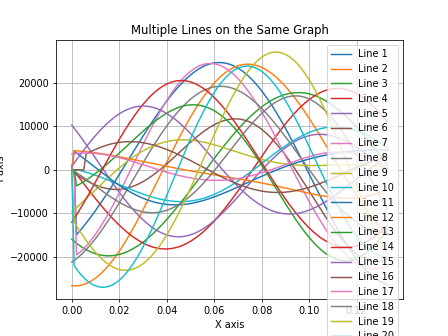 Multiple Lines on the Same Graph
20000
10000
0
−10000
−20000
0.00
0.02
0.04
0.06
0.08
0.10
X axis
Line 1
Line 2
Line 3
Line 4
Line 5
Line 6
Line 7
Line 8
Line 9
Line 10
Line 11
Line 12
Line 13
Line 14
Line 15
Line 16
Line 17
Line 18
Line 19
Line 20